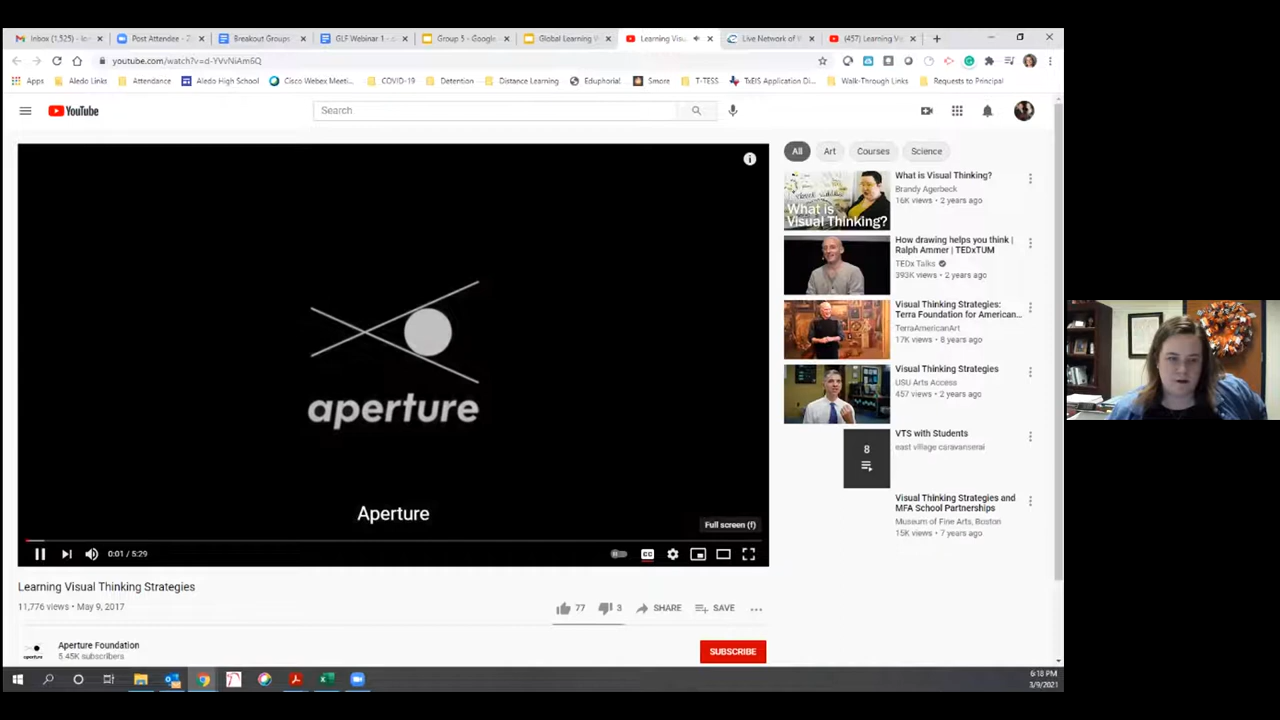 Inbox (1,525) -
Post Attendee - 2
Breakout Groups
GLF Webinar 1 -
Group 5 - Google
Global Learning
Learning Visu
Live Network of
(457) Learning Vi
youtube.com/watch?v=d-YVvNiAm6Q
Apps
Aledo Links
Attendance
Aledo High School
Cisco Webex Meeti...
COVID-19
Detention
Distance Learning
Eduphoria!
Smore
T-TESS
TxEIS Application Di...
Walk-Through Links
Requests to Principal
YouTube
Search
All
Art
Courses
Science
What is
Visual Thinking?
What is Visual Thinking?
Brandy Agerbeck
16K views • 2 years ago
How drawing helps you think |
Ralph Ammer | TEDxTUM
TEDx Talks
393K views • 2 years ago
Visual Thinking Strategies:
Terra Foundation for American...
TerraAmericanArt
17K views • 8 years ago
Visual Thinking Strategies
USU Arts Access
457 views • 2 years ago
8
VTS with Students
east village caravanserai
Visual Thinking Strategies and
MFA School Partnerships
Museum of Fine Arts, Boston
15K views • 7 years ago
aperture
Aperture
Full screen (f)
0:01 / 5:29
CC
Learning Visual Thinking Strategies
11,776 views • May 9, 2017
77
3
SHARE
SAVE
aperture
Aperture Foundation
5.45K subscribers
SUBSCRIBE
6:18 PM
3/9/2021